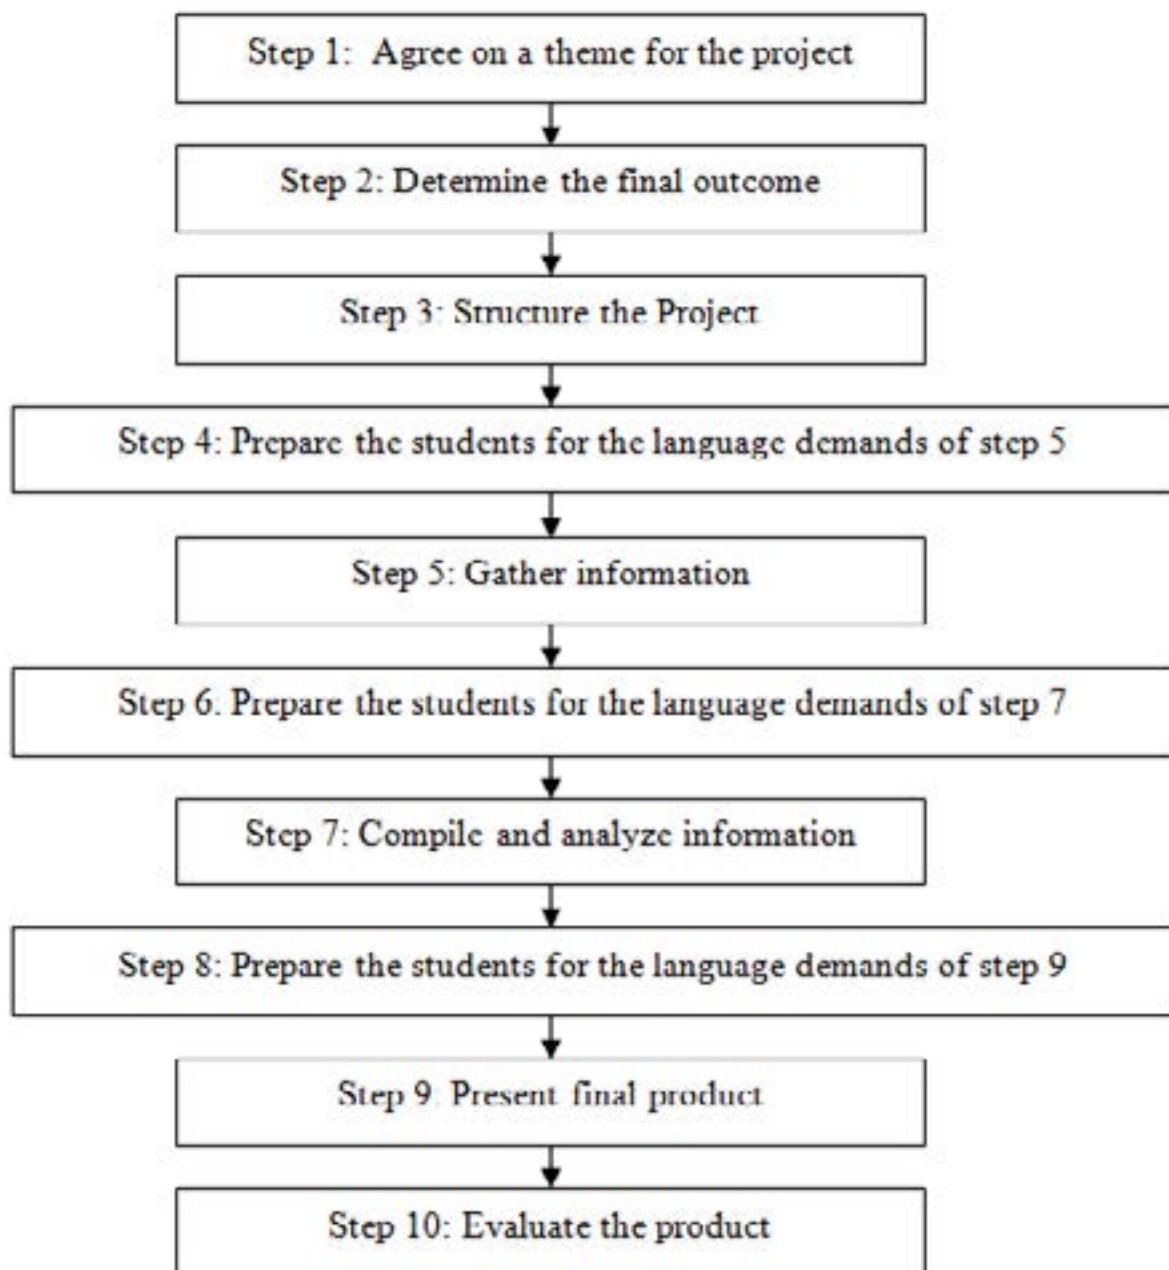 Step 1: Agree on a theme for the project
Step 2: Determine the final outcome
Step 3: Structure the Project
Step 4: Prepare the students for the language demands of step 5
Step 5: Gather information
Step 6: Prepare the students for the language demands of step 7
Step 7: Compile and analyze information
Step 8: Prepare the students for the language demands of step 9
Step 9: Present final product
Step 10: Evaluate the product